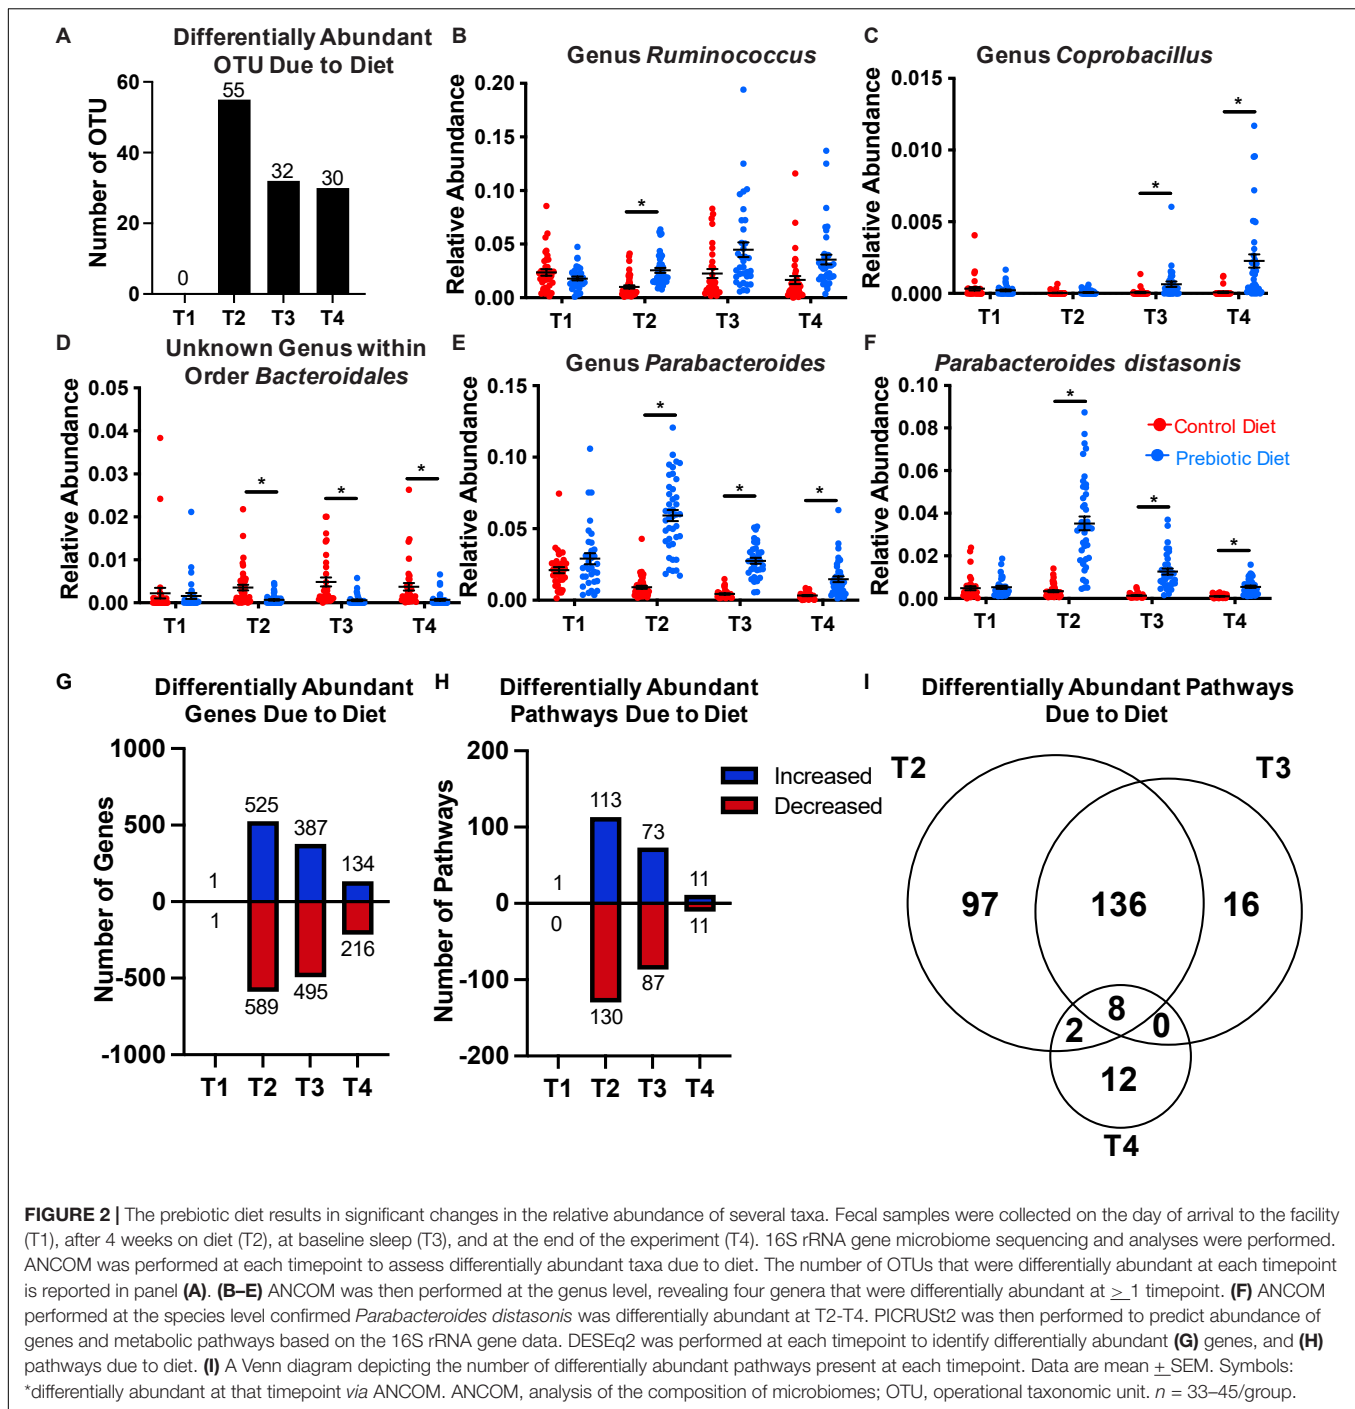 A
Differentially Abundant
OTU Due to Diet
Number of OTU
60
40
20
0
0
55
32
30
T1 T2 T3 T4
B
Genus Ruminococcus
Relative Abundance
0.20
0.15
0.10
0.05
0.00
*
T1 T2 T3 T4
C
Genus Coprobacillus
Relative Abundance
0.015
0.010
0.005
0.000
*
*
T1 T2 T3 T4
D
Unknown Genus within
Order Bacteroidales
Relative Abundance
0.05
0.04
0.03
0.02
0.01
0.00
*
*
*
T1 T2 T3 T4
E
Genus Parabacteroides
Relative Abundance
0.15
0.10
0.05
0.00
*
*
*
T1 T2 T3 T4
F
Parabacteroides distasonis
Relative Abundance
0.10
0.08
0.06
0.04
0.02
0.00
*
*
*
Control Diet
Prebiotic Diet
T1 T2 T3 T4
G
Differentially Abundant
Genes Due to Diet
Number of Genes
1000
500
0
-500
-1000
1
525
387
134
1
589
495
216
T1 T2 T3 T4
H
Differentially Abundant
Pathways Due to Diet
Number of Pathways
200
100
0
-100
-200
1
113
73
11
0
130
87
11
T1 T2 T3 T4
Increased
Decreased
I
Differentially Abundant Pathways
Due to Diet
T2
T3
97
136
16
8
2
0
12
T4
FIGURE 2 | The prebiotic diet results in significant changes in the relative abundance of several taxa. Fecal samples were collected on the day of arrival to the facility
(T1), after 4 weeks on diet (T2), at baseline sleep (T3), and at the end of the experiment (T4). 16S rRNA gene microbiome sequencing and analyses were performed.
ANCOM was performed at each timepoint to assess differentially abundant taxa due to diet. The number of OTUs that were differentially abundant at each timepoint
is reported in panel (A). (B–E) ANCOM was then performed at the genus level, revealing four genera that were differentially abundant at ≥ 1 timepoint. (F) ANCOM
performed at the species level confirmed Parabacteroides distasonis was differentially abundant at T2-T4. PICRUSt2 was then performed to predict abundance of
genes and metabolic pathways based on the 16S rRNA gene data. DESEq2 was performed at each timepoint to identify differentially abundant (G) genes, and (H)
pathways due to diet. (I) A Venn diagram depicting the number of differentially abundant pathways present at each timepoint. Data are mean ± SEM. Symbols:
*differentially abundant at that timepoint via ANCOM. ANCOM, analysis of the composition of microbiomes; OTU, operational taxonomic unit. n = 33–45/group.